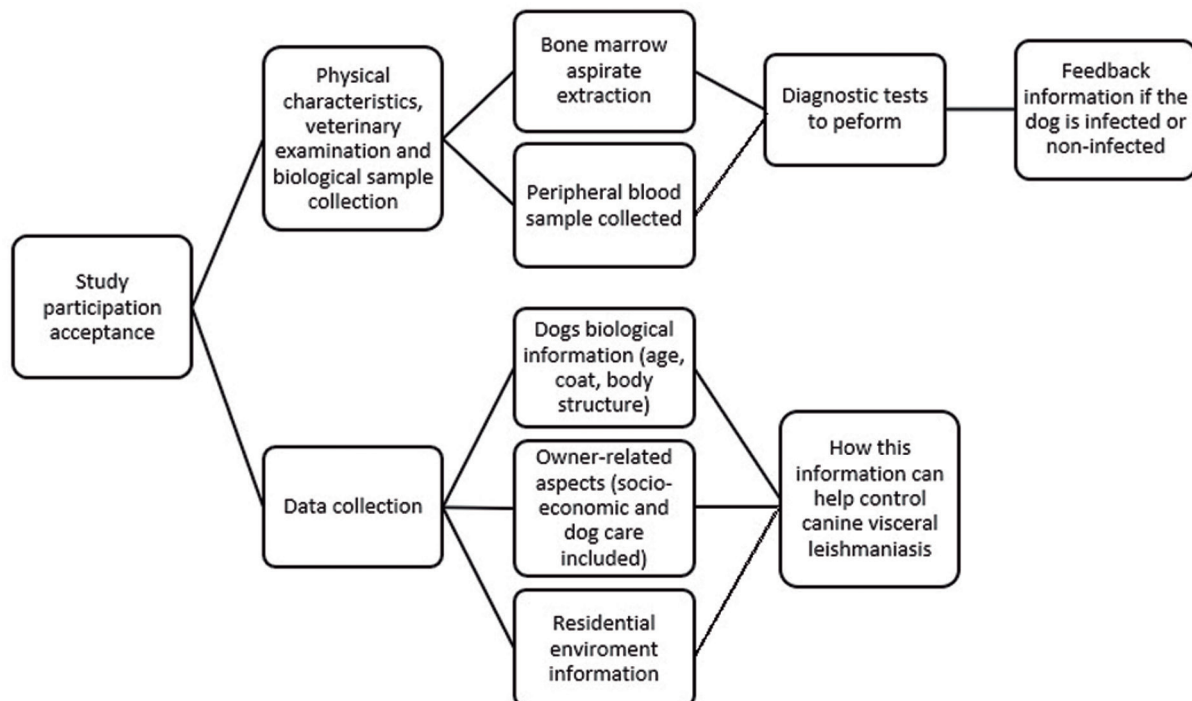 Study
participation
acceptance
Physical
characteristics,
veterinary
examination and
biological sample
collection
Bone marrow
aspirate
extraction
Peripheral blood
sample collected
Diagnostic tests
to peform
Feedback
information if the
dog is infected or
non-infected
Data collection
Dogs biological
information (age,
coat, body
structure)
Owner-related
aspects (socio-
economic and
dog care
included)
Residential
enviroment
information
How this
information can
help control
canine visceral
leishmaniasis